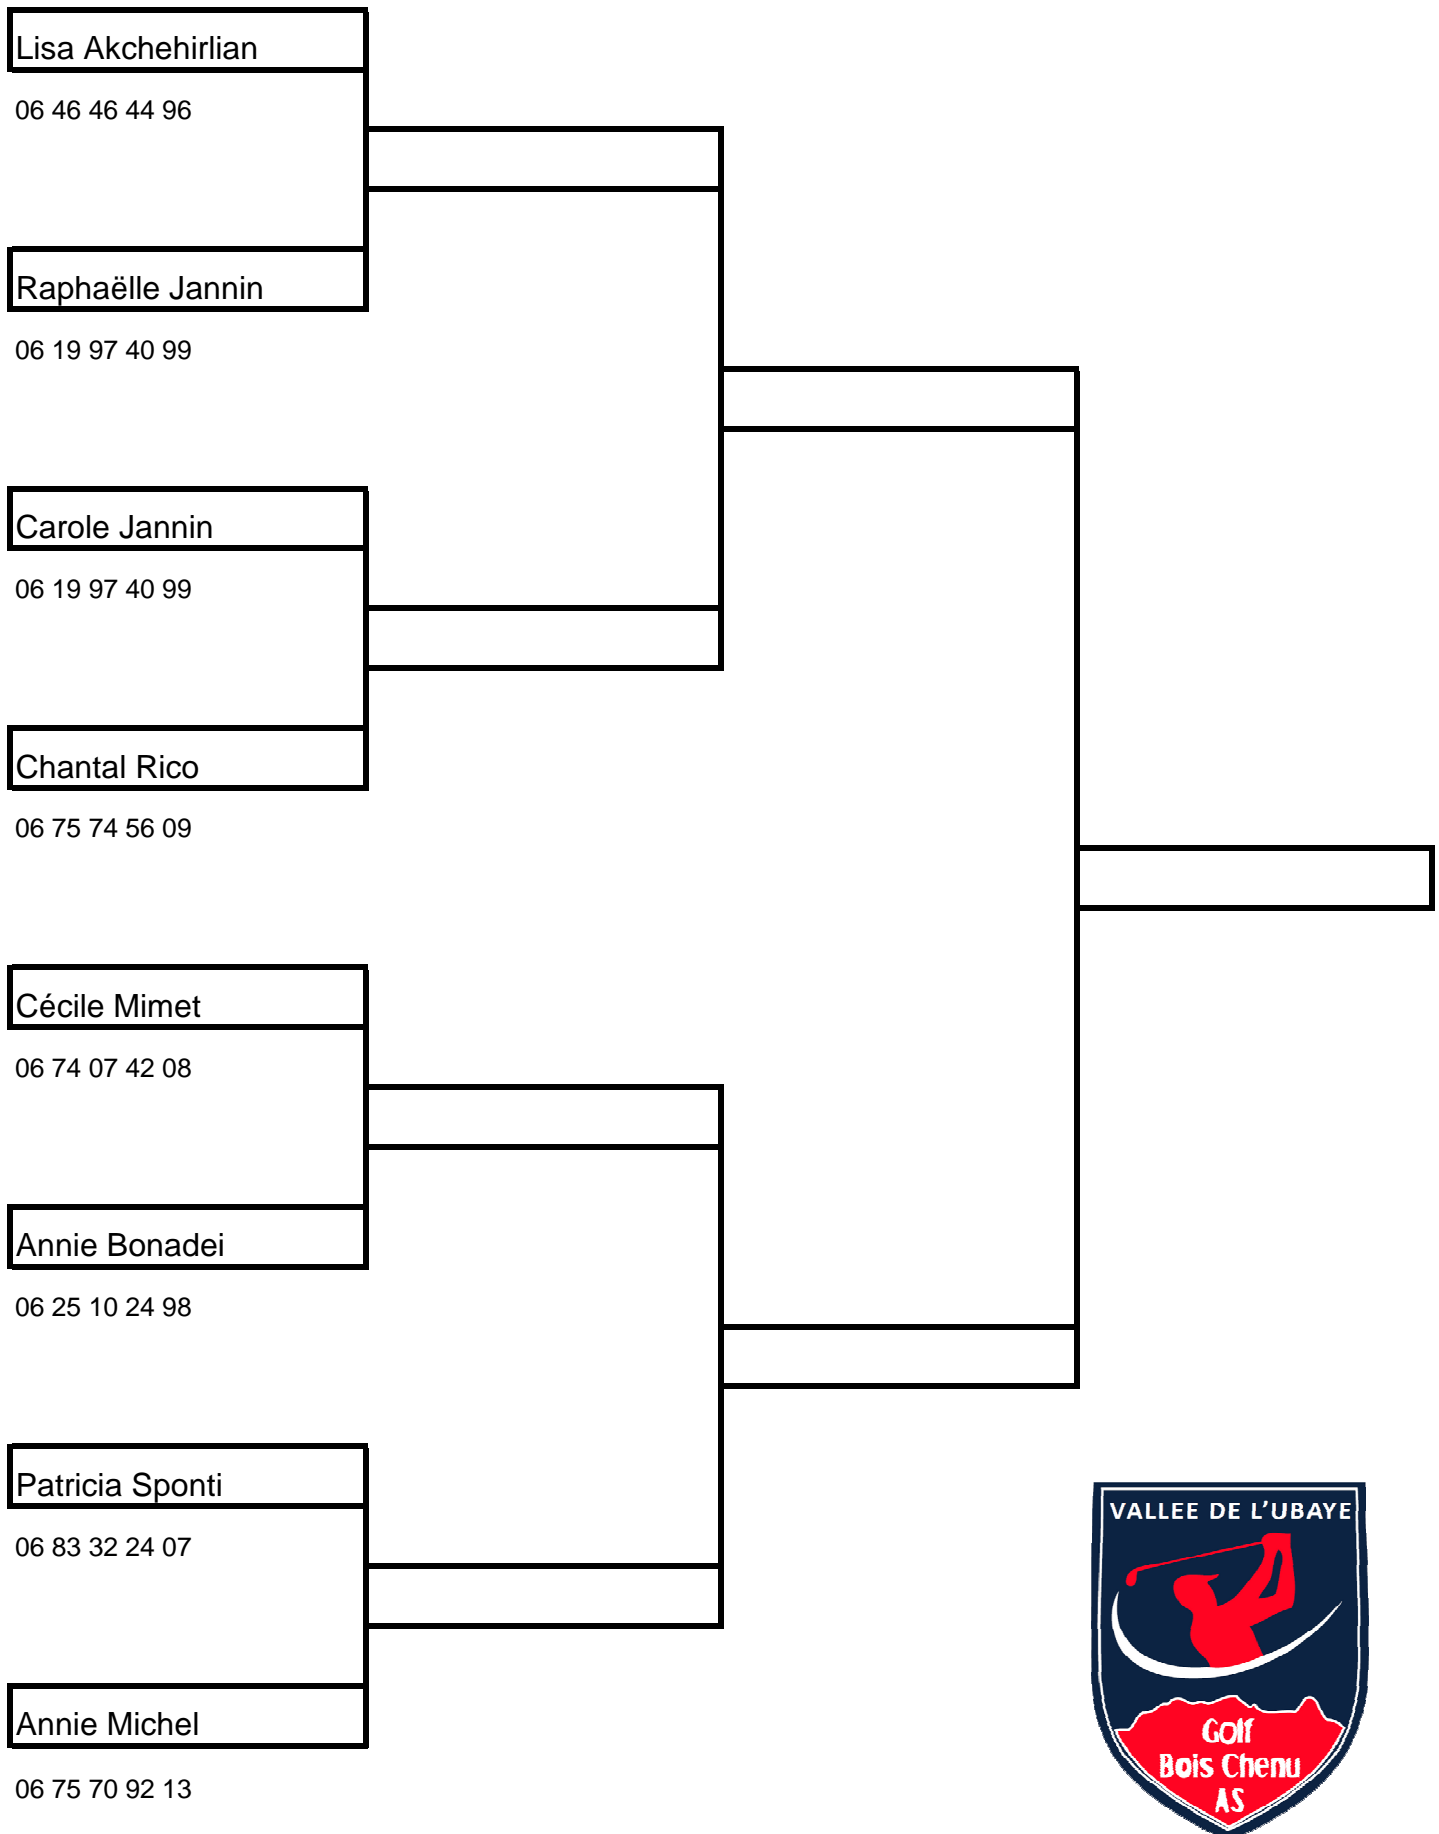 Lisa Akchehirlian
06 46 46 44 96
Raphaëlle Jannin
06 19 97 40 99
Carole Jannin
06 19 97 40 99
Chantal Rico
06 75 74 56 09
Cécile Mimet
06 74 07 42 08
Annie Bonadei
06 25 10 24 98
Patricia Sponti
06 83 32 24 07
Annie Michel
06 75 70 92 13
VALLEE DE L'UBAYE
Golf
Bois Chenu
AS